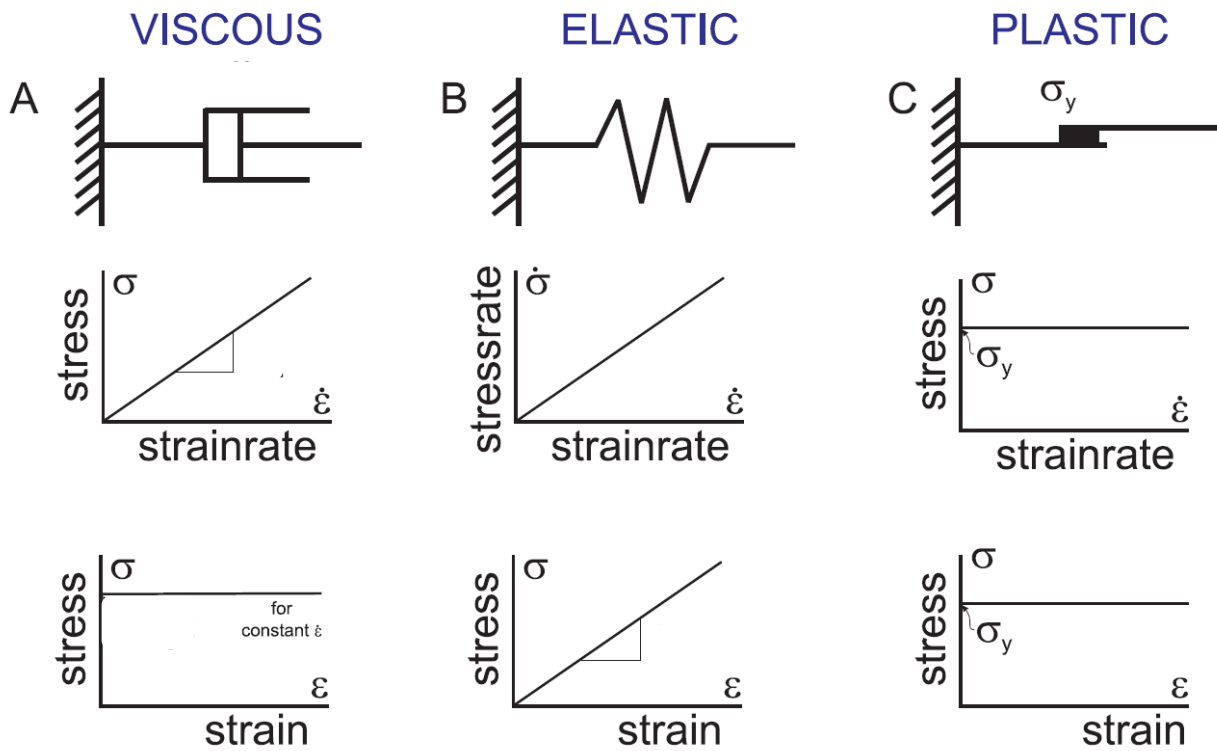 VISCOUS
ELASTIC
PLASTIC
A
B
C
σy
σ
stress
ε̇
strainrate
σ̇
stressrate
ε̇
strainrate
σ
stress
σy
ε̇
strainrate
σ
stress
for
constant ε̇
ε
strain
σ
stress
ε
strain
σ
stress
σy
ε
strain